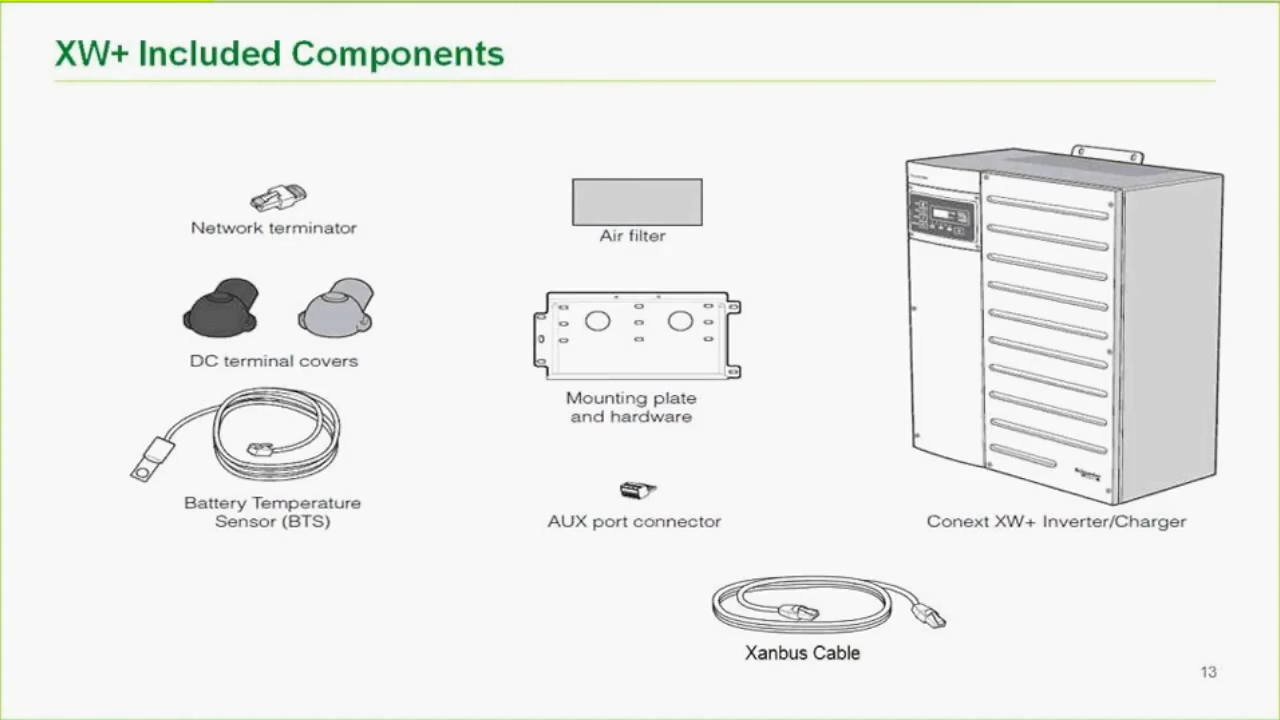 XW+ Included Components
Network terminator
Air filter
DC terminal covers
Mounting plate
and hardware
Battery Temperature
Sensor (BTS)
AUX port connector
Conext XW+ Inverter/Charger
Xanbus Cable
13